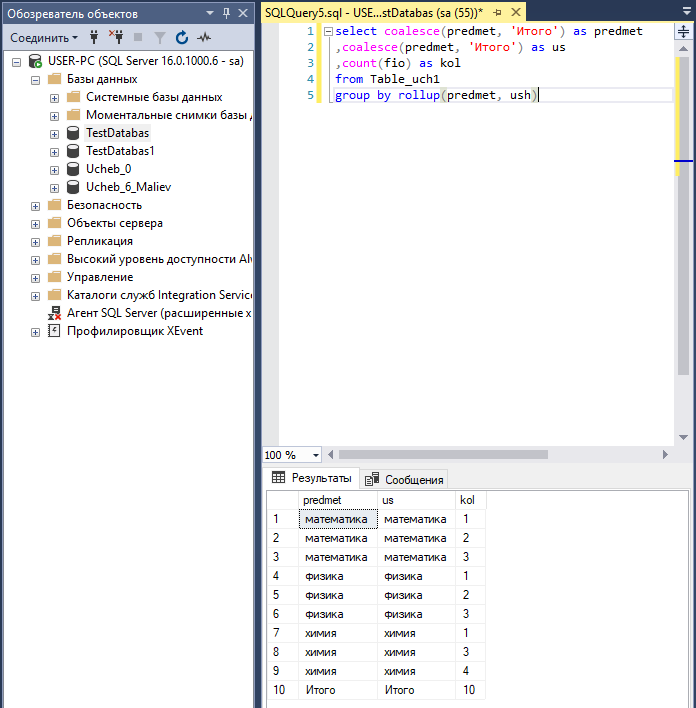 Обозреватель объектов
Соединить
USER-PC (SQL Server 16.0.1000.6 - sa)
Базы данных
Системные базы данных
Моментальные снимки базы д
TestDatabas
TestDatabas1
Ucheb_0
Ucheb_6_Maliev
Безопасность
Объекты сервера
Репликация
Высокий уровень доступности Alv
Управление
Каталоги служб Integration Service
Агент SQL Server (расширенные х
Профилировщик XEvent
SQLQuery5.sql - USE...stDatabas (sa (55))*
1 select coalesce(predmet, 'Итого') as predmet
2 ,coalesce(predmet, 'Итого') as us
3 ,count(fio) as kol
4 from Table_uch1
5 group by rollup(predmet, ush)
100 %
Результаты Сообщения
predmet us kol
1 математика математика 1
2 математика математика 2
3 математика математика 3
4 физика физика 1
5 физика физика 2
6 физика физика 3
7 химия химия 1
8 химия химия 3
9 химия химия 4
10 Итого Итого 10